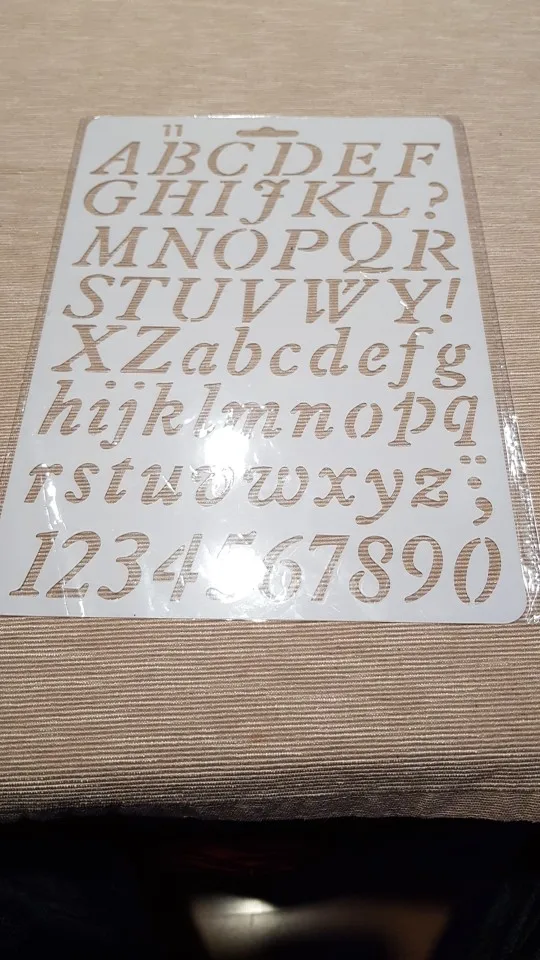 11
ABCDEF
GHIJKL?
MNOPQR
STUVWY!
XZabcdefg
hijklmnopq
rstuvwxyz:;
1234567890